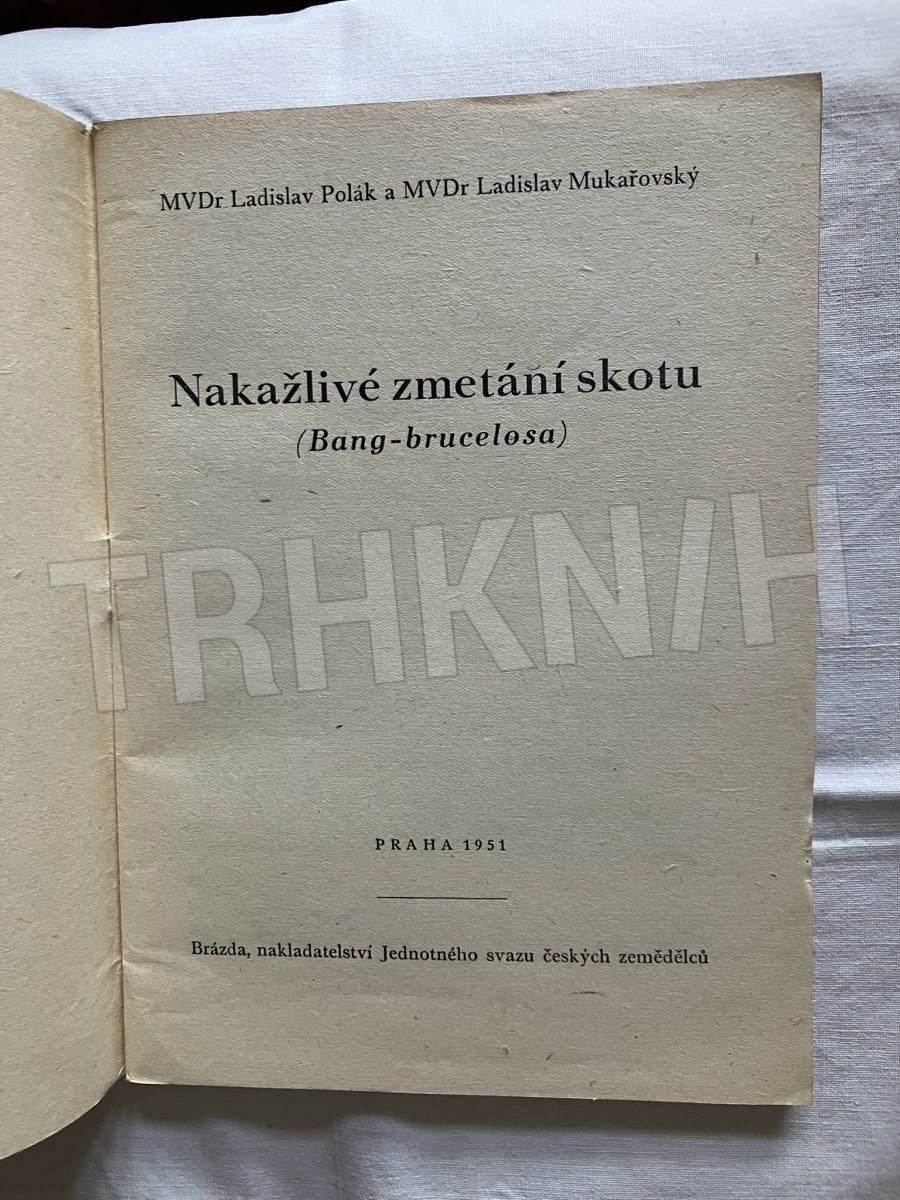 MVDr Ladislav Polák a MVDr Ladislav Mukařovský
Nakažlivé zmetání skotu
(Bang-brucelosa)
TRHKNIH
PRAHA 1951
Brázda, nakladatelství Jednotného svazu českých zemědělců